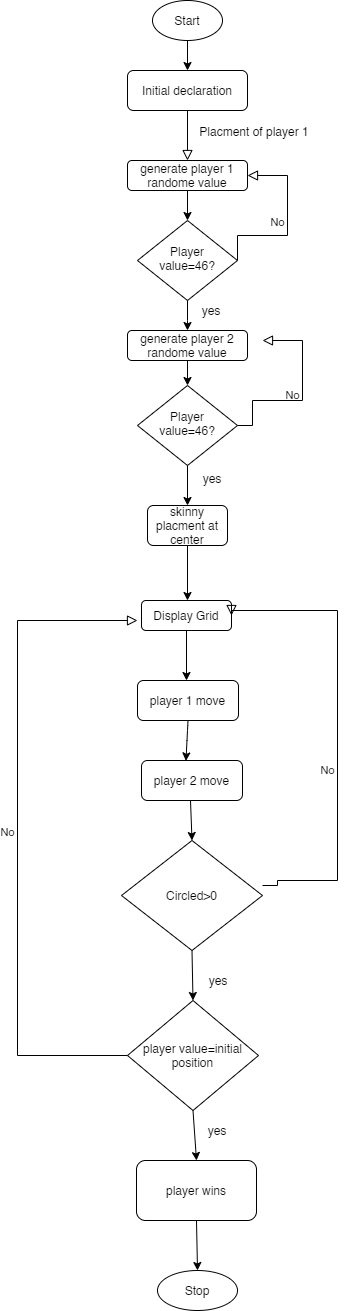 Start
Initial declaration
Placment of player 1
generate player 1
randome value
No
Player
value=46?
yes
generate player 2
randome value
No
Player
value=46?
yes
skinny
placment at
center
Display Grid
player 1 move
No
player 2 move
No
Circled>0
yes
player value=initial
position
yes
player wins
Stop